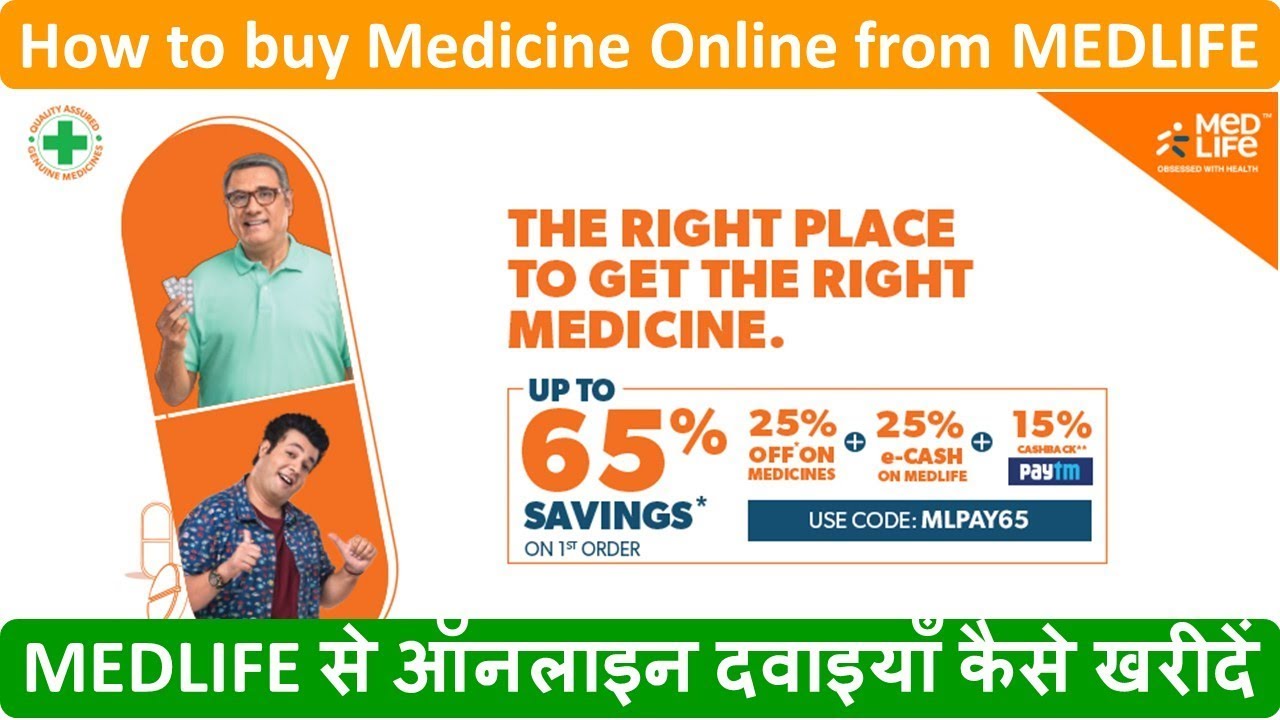 How to buy Medicine Online from MEDLIFE
QUALITY ASSURED
GENUINE MEDICINES
MeD LiFe™
OBSESSED WITH HEALTH
THE RIGHT PLACE
TO GET THE RIGHT
MEDICINE.
UP TO
65%
SAVINGS*
ON 1ST ORDER
25%
OFF* ON
MEDICINES
+
25%
e-CASH
ON MEDLIFE
+
15%
CASHBACK**
paytm
USE CODE: MLPAY65
MEDLIFE से ऑनलाइन दवाइयाँ कैसे खरीदें